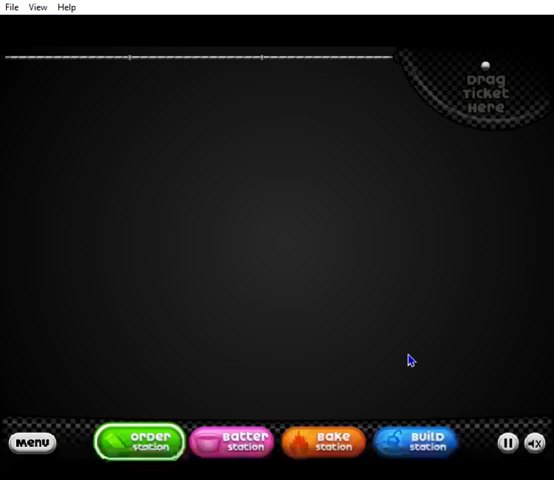 File View Help
Drag
Ticket
Here
Menu
Order
Station
Batter
Station
Bake
Station
Build
Station